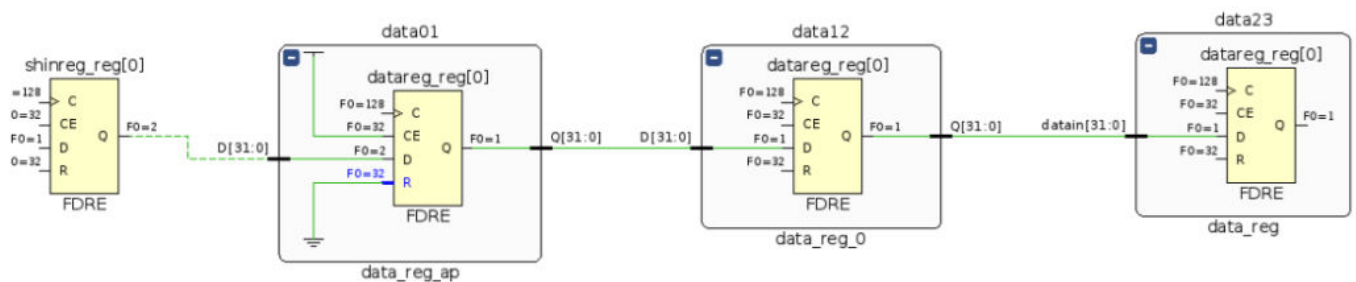 shinreg_reg[0]
=128
C
0=32
CE
F0=1
D
0=32
R
Q
F0=2
FDRE
data01
D[31:0]
datareg_reg[0]
F0=128
C
F0=32
CE
F0=2
D
F0=32
R
Q
F0=1
FDRE
data_reg_ap
Q[31:0]
data12
D[31:0]
datareg_reg[0]
F0=128
C
F0=32
CE
F0=1
D
F0=32
R
Q
F0=1
FDRE
data_reg_0
Q[31:0]
data23
datain[31:0]
datareg_reg[0]
F0=128
C
F0=32
CE
F0=1
D
F0=32
R
Q
F0=1
FDRE
data_reg